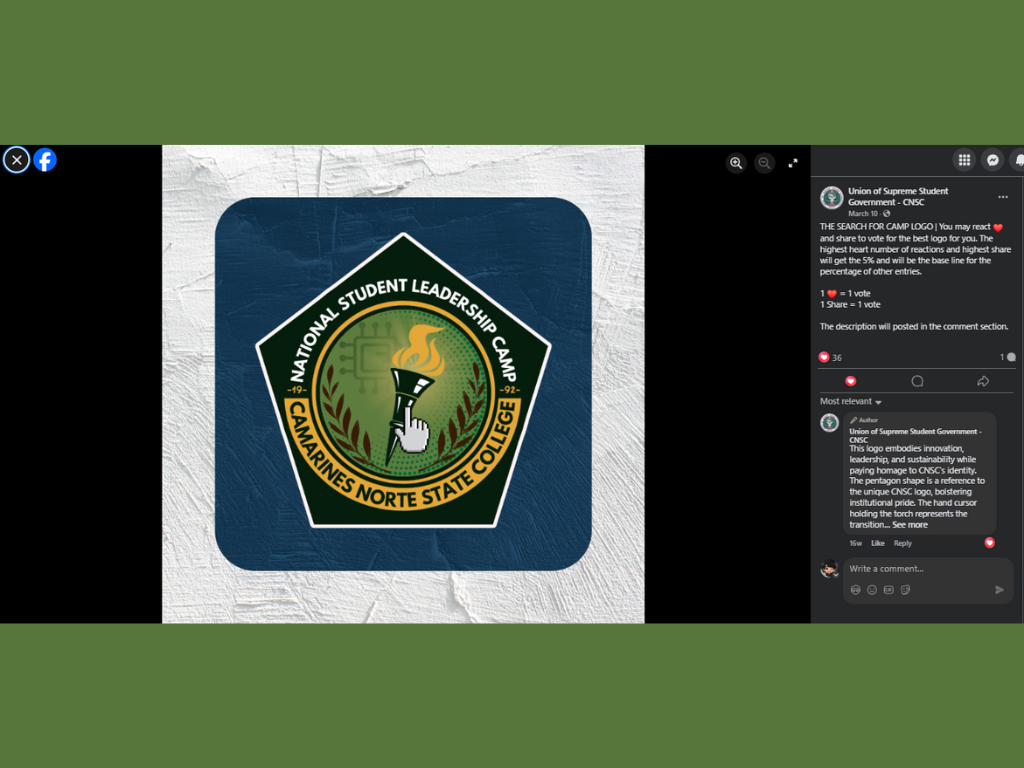 NATIONAL STUDENT LEADERSHIP CAMP
-19-
-92-
CAMARINES NORTE STATE COLLEGE
Union of Supreme Student
Government - CNSC
March 10 ·
THE SEARCH FOR CAMP LOGO | You may react ❤️
and share to vote for the best logo for you. The
highest heart number of reactions and highest share
will get the 5% and will be the base line for the
percentage of other entries.
1 ❤️ = 1 vote
1 Share = 1 vote
The description will posted in the comment section.
36
1
Most relevant
Author
Union of Supreme Student Government -
CNSC
This logo embodies innovation,
leadership, and sustainability while
paying homage to CNSC's identity.
The pentagon shape is a reference to
the unique CNSC logo, bolstering
institutional pride. The hand cursor
holding the torch represents the
transition... See more
16w Like Reply
Write a comment...